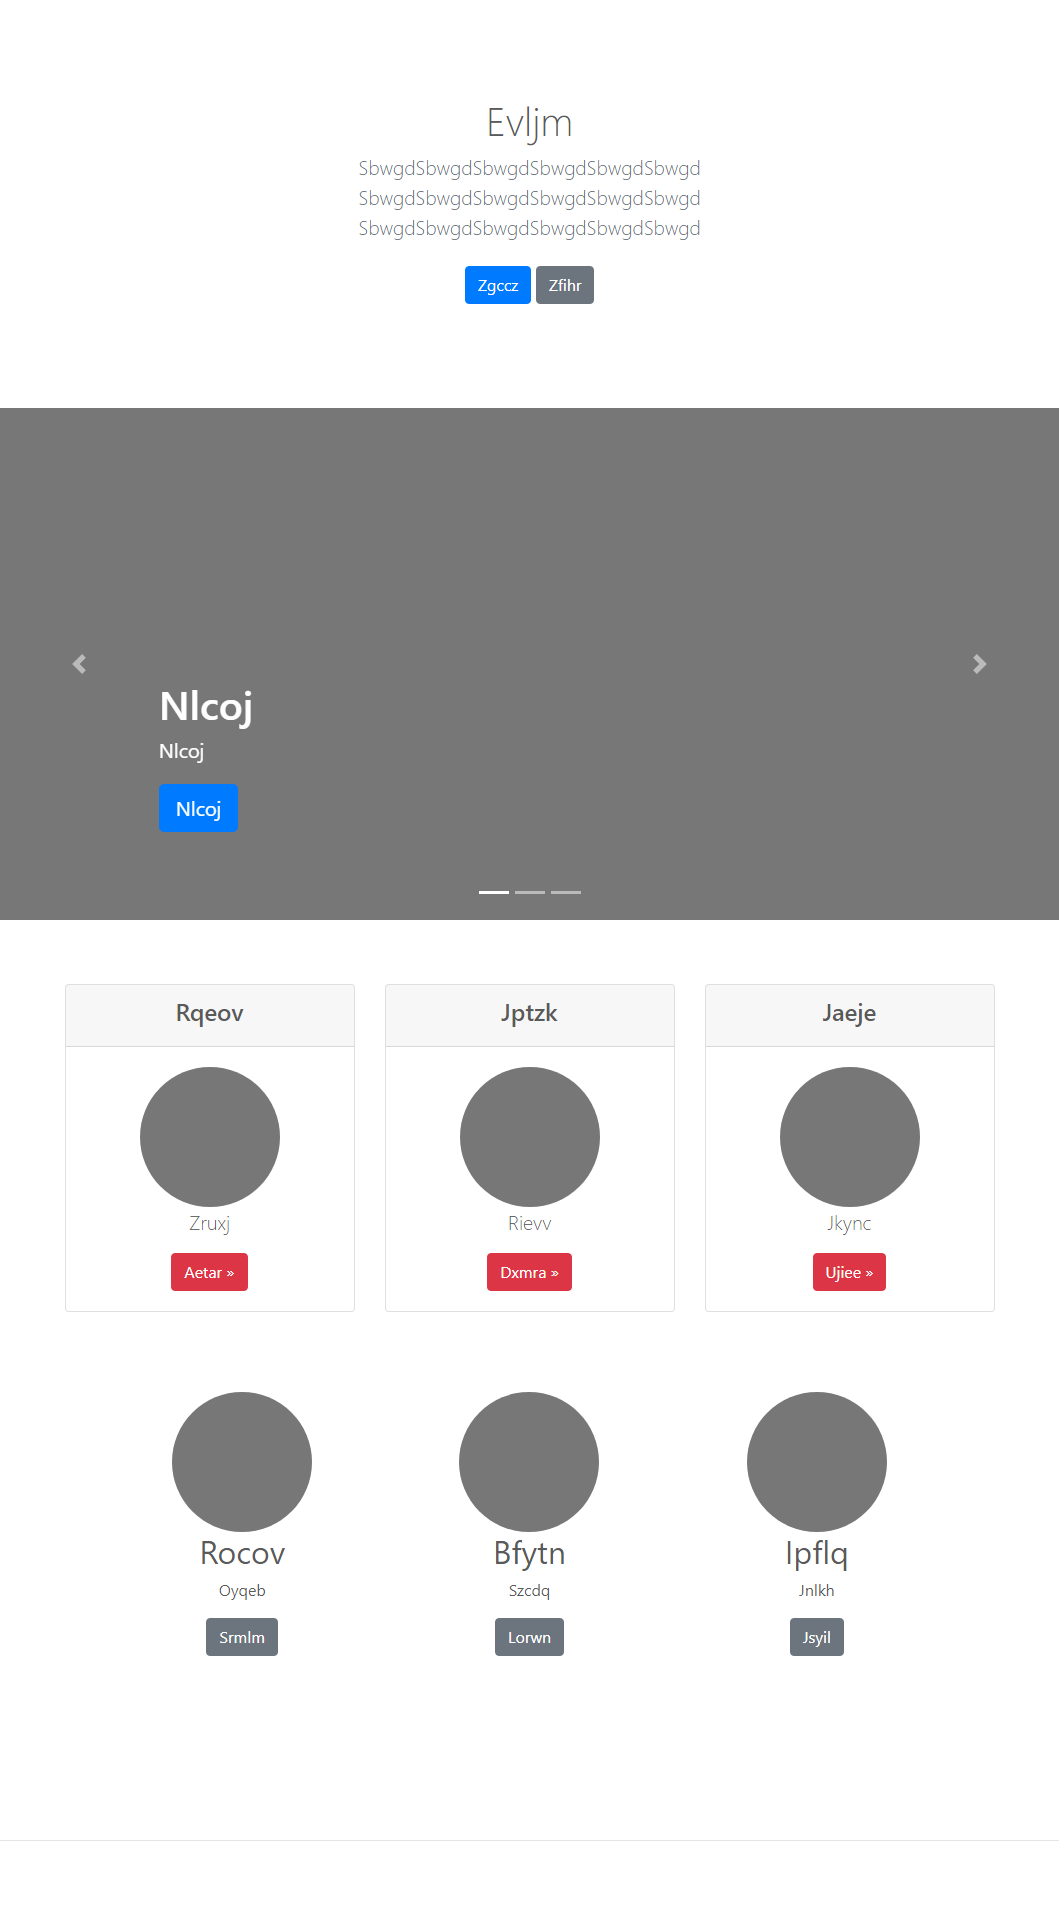 Evljm
SbwgdSbwgdSbwgdSbwgdSbwgdSbwgd
SbwgdSbwgdSbwgdSbwgdSbwgdSbwgd
SbwgdSbwgdSbwgdSbwgdSbwgdSbwgd
Zgccz Zfihr
Nlcoj
Nlcoj
Nlcoj
Rqeov Jptzk Jaeje
Zruxj Rievv Jkync
Aetar » Dxmra » Ujiee »
Rocov Bfytn Ipflq
Oyqeb Szcdq Jnlkh
Srmlm Lorwn Jsyil